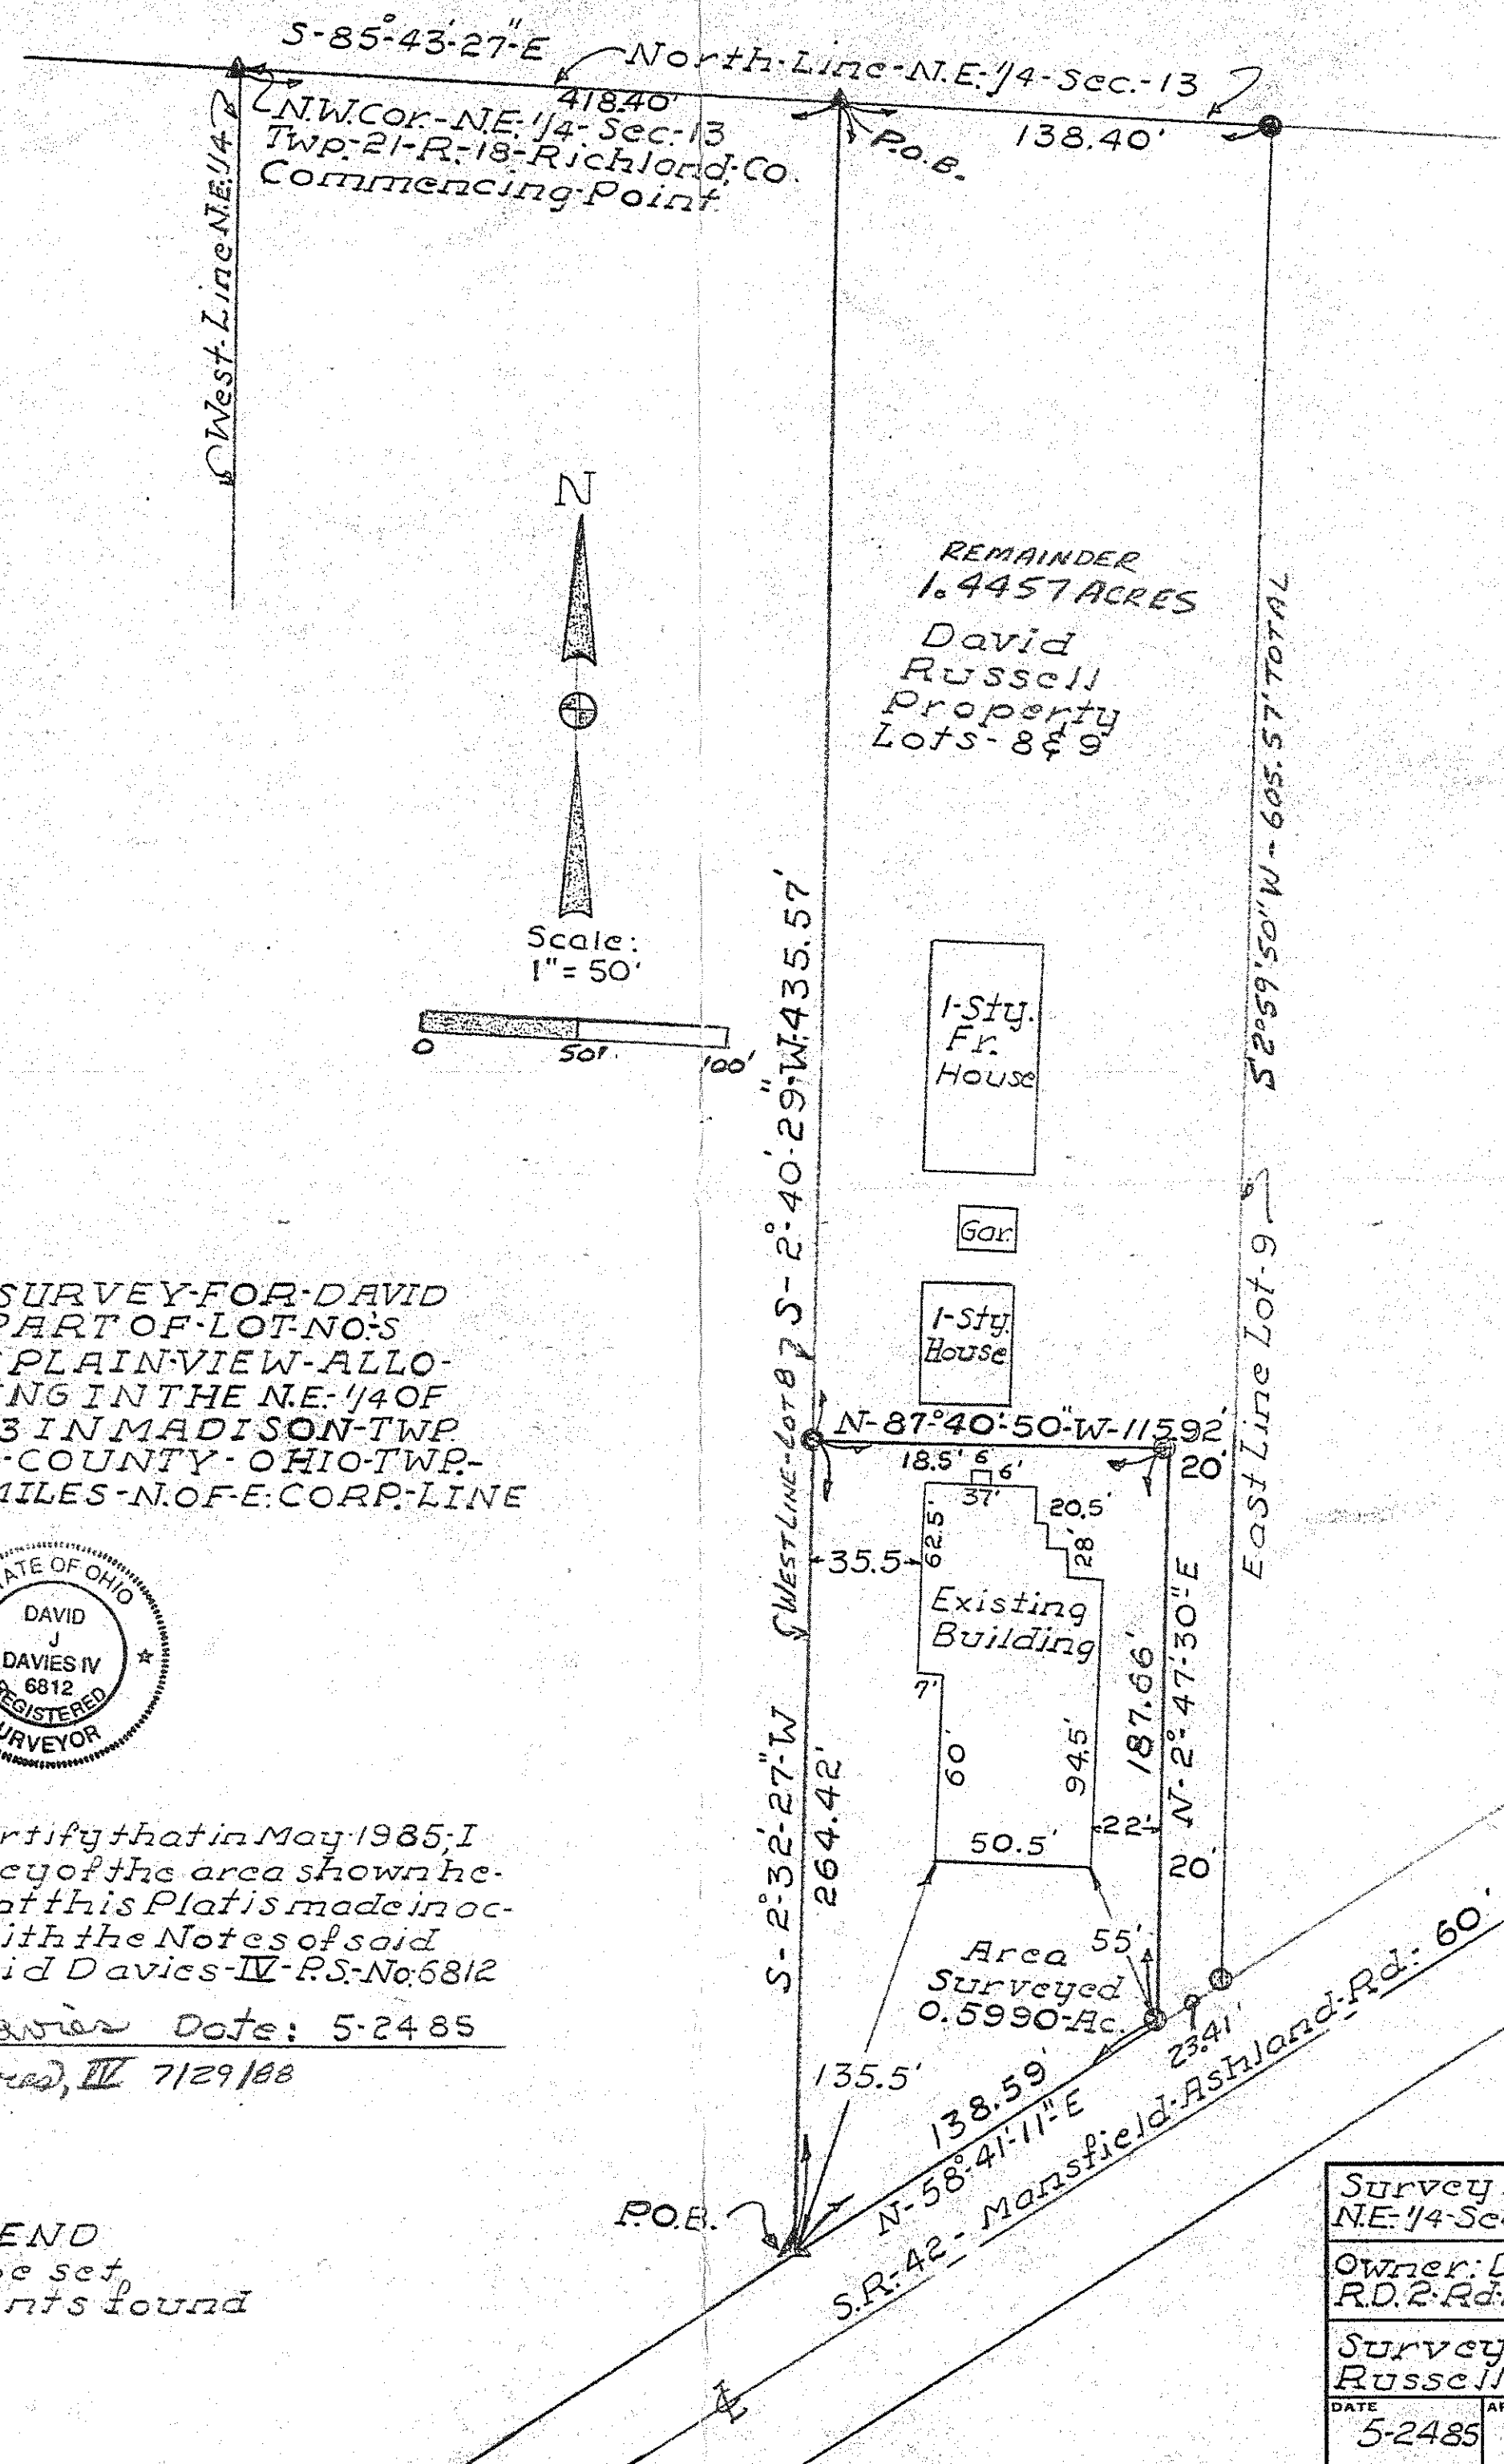 S-85°-43'-27"-E
North-Line-N.E.-1/4-Sec.-13
418.40'
138.40'
N.W.Cor.-N.E.-1/4-Sec.-13
Twp.-21-R.-18-Richland-Co.
Commencing-Point
P.O.B.
West-Line N.E.1/4
N
REMAINDER
1.4457 ACRES
David
Russell
Property
Lots-8&9
S 2°59'50"W - 605.57' TOTAL
Scale:
1"=50'
0 50'. 100'
S-2°-40'-29"-W-435.57'
1-Sty.
Fr.
House
Gar.
1-Sty.
House
East Line Lot-9
WEST LINE-LOT 8
SURVEY-FOR-DAVID
PART OF-LOT-NO.'S
PLAIN-VIEW-ALLO-
NG IN THE N.E.-1/4 OF
3 IN MADISON-TWP.
-COUNTY-OHIO-TWP.-
MILES-N.OF-E.CORP.-LINE
N-87-°40'-50"-W-115.92'
20'
18.5' 6' 6'
37'
20.5'
62.5'
28'
35.5
Existing
Building
7'
60'
94.5'
187.66'
N-2°-47'-30"-E
22'
50.5'
20'
S-2°-32'-27"-W
264.42'
ATE OF OHIO
DAVID
J
DAVIES IV
6812
REGISTERED
URVEYOR
rtify that in May-1985, I
ey of the area shown he-
at this Plat is made in ac-
ith the Notes of said
id Davies-IV-P.S.-No.6812
avies Date: 5-24 85
IV 7/29/88
55'
Area
Surveyed
0.5990-Ac.
135.5'
138.59'
23.41'
N-58°-41'-11"-E
S.R.-42- Mansfield-Ashland-Rd.- 60'
P.O.B.
END
e set
nts found
Survey
N.E.-1/4-Sec
Owner: D
R.D.2-Rd.
Survey
Russell
DATE
5-2485